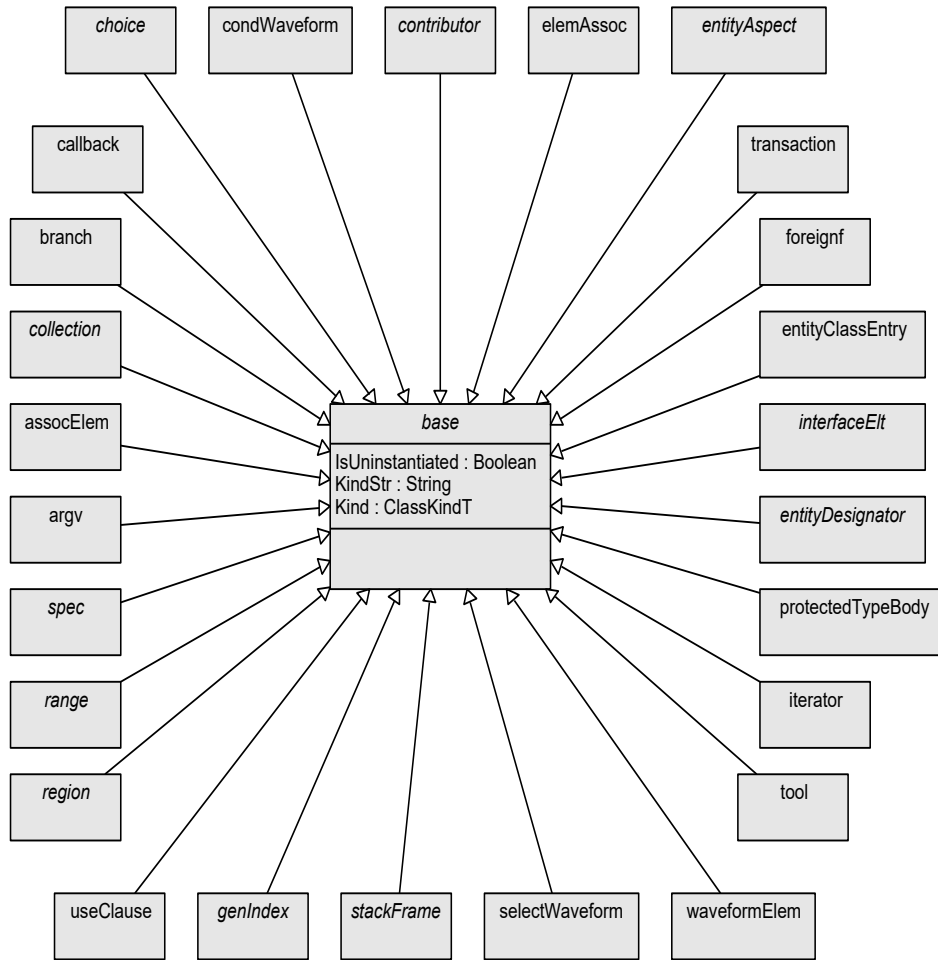 choice
condWaveform
contributor
elemAssoc
entityAspect
callback
transaction
branch
foreignf
collection
entityClassEntry
base
assocElem
interfaceElt
IsUninstantiated : Boolean
KindStr : String
Kind : ClassKindT
argv
entityDesignator
spec
protectedTypeBody
range
iterator
region
tool
useClause
genIndex
stackFrame
selectWaveform
waveformElem